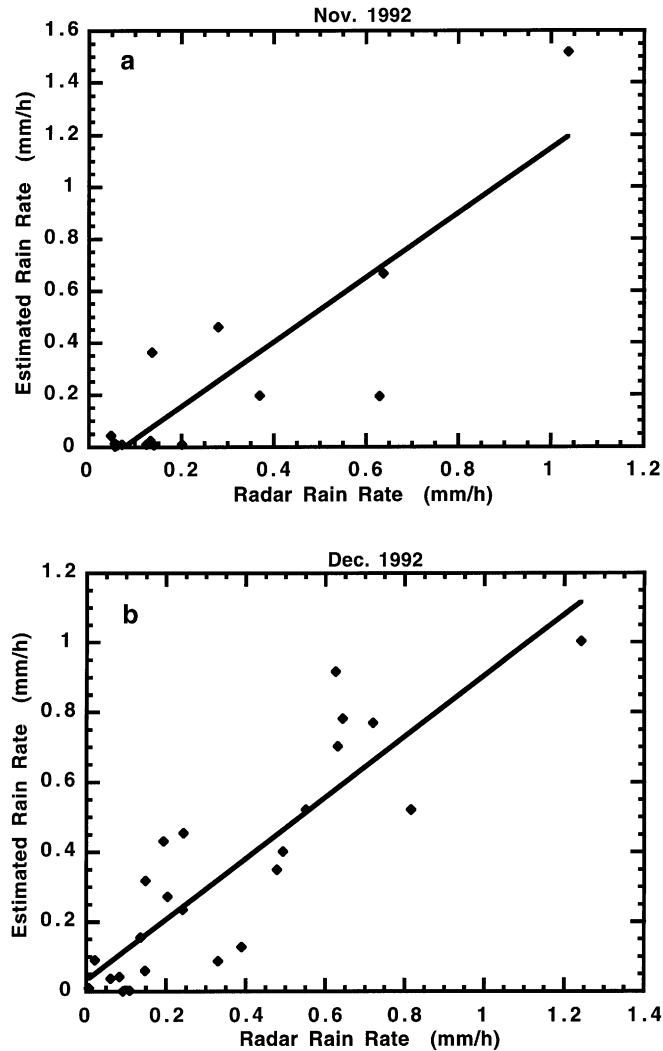 Nov. 1992
a
1.6
1.4
1.2
1
0.8
0.6
0.4
0.2
0
Estimated Rain Rate (mm/h)
0 0.2 0.4 0.6 0.8 1 1.2
Radar Rain Rate (mm/h)
Dec. 1992
b
1.2
1
0.8
0.6
0.4
0.2
0
Estimated Rain Rate (mm/h)
0 0.2 0.4 0.6 0.8 1 1.2 1.4
Radar Rain Rate (mm/h)